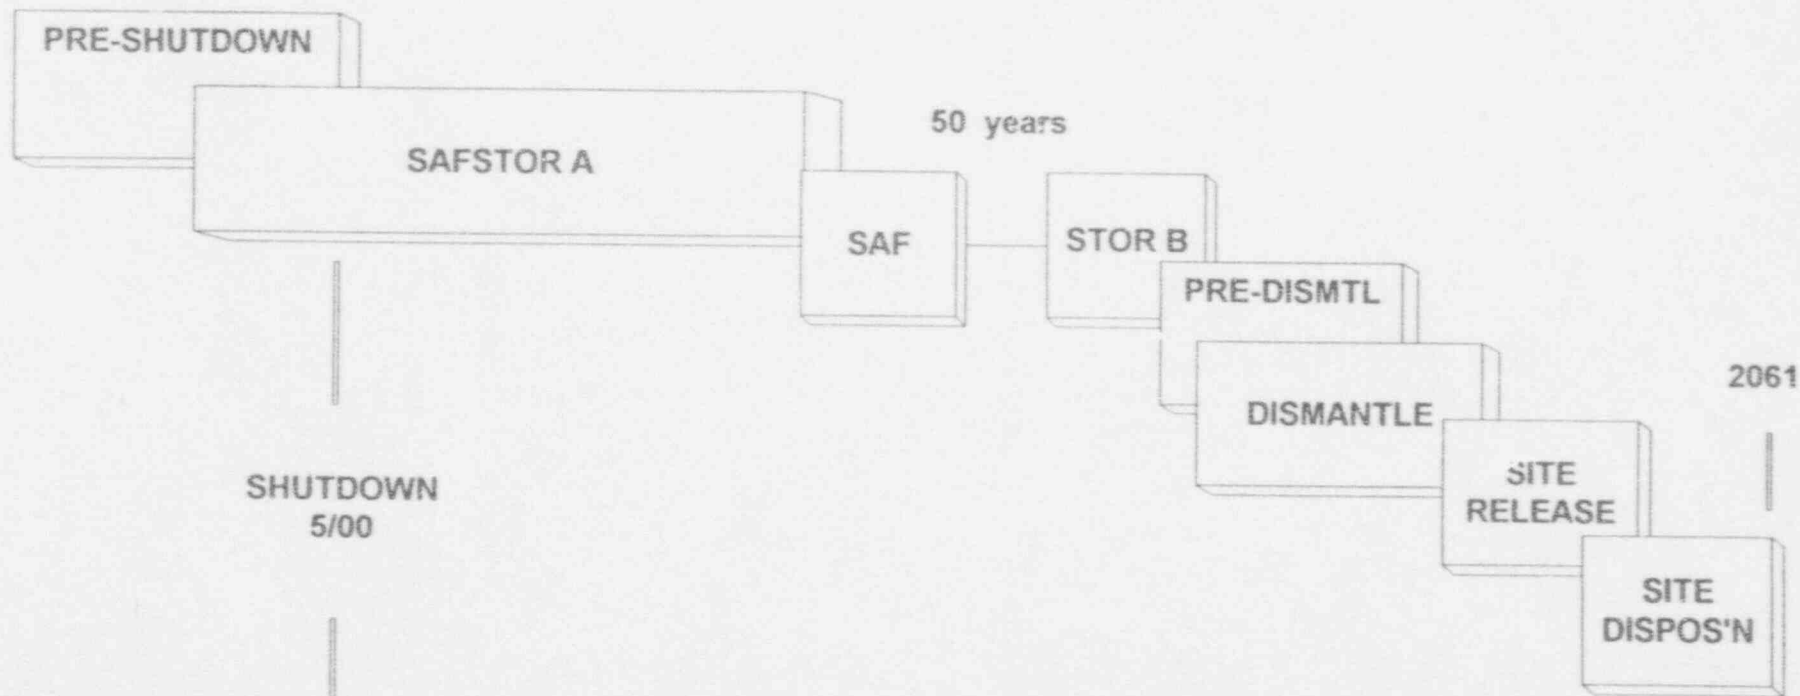 PRE-SHUTDOWN
SAFSTOR A
50 years
SAF
STOR B
PRE-DISMTL
2061
DISMANTLE
SITE
RELEASE
SHUTDOWN
5/00
SITE
DISPOS'N